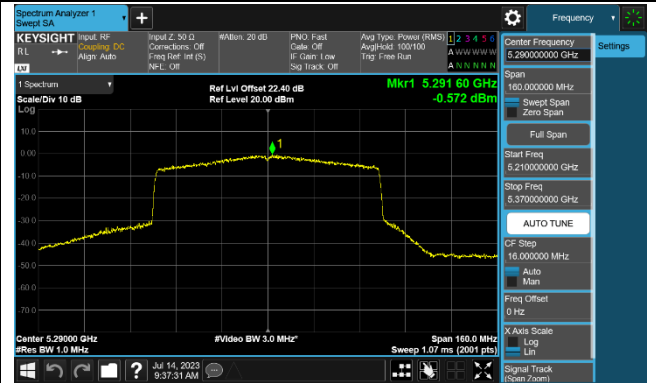 Spectrum Analyzer 1
Swept SA
Frequency
KEYSIGHT
RL
LXI
Input: RF
Coupling: DC
Align: Auto
Input Z: 50 Ω
Corrections: Off
Freq Ref: Int (S)
NFE: Off
#Atten: 20 dB
PNO: Fast
Gate: Off
IF Gain: Low
Sig Track: Off
Avg Type: Power (RMS)
Avg|Hold: 100/100
Trig: Free Run
1 2 3 4 5 6
A W W W W W
A N N N N N
1 Spectrum
Scale/Div 10 dB
Log
Ref Lvl Offset 22.40 dB
Ref Level 20.00 dBm
Mkr1 5.291 60 GHz
-0.572 dBm
1
10.0
0.00
-10.0
-20.0
-30.0
-40.0
-50.0
-60.0
-70.0
Center 5.29000 GHz
#Res BW 1.0 MHz
#Video BW 3.0 MHz*
Span 160.0 MHz
Sweep 1.07 ms (2001 pts)
Jul 14, 2023
9:37:31 AM
Center Frequency
5.290000000 GHz
Settings
Span
160.000000 MHz
Swept Span
Zero Span
Full Span
Start Freq
5.210000000 GHz
Stop Freq
5.370000000 GHz
AUTO TUNE
CF Step
16.000000 MHz
Auto
Man
Freq Offset
0 Hz
X Axis Scale
Log
Lin
Signal Track
(Span Zoom)